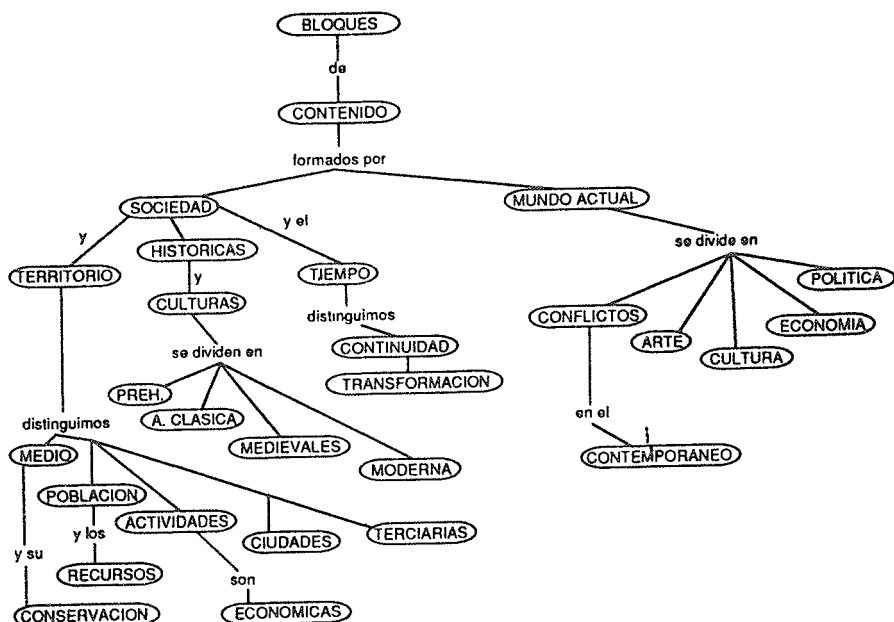 BLOQUES
de
CONTENIDO
formados por
SOCIEDAD
MUNDO ACTUAL
y
y el
se divide en
HISTORICAS
TERRITORIO
y
TIEMPO
POLITICA
CULTURAS
distinguimos
CONFLICTOS
ECONOMIA
ARTE
CULTURA
se dividen en
CONTINUIDAD
TRANSFORMACION
PREH.
A. CLASICA
distinguimos
MEDIEVALES
en el
MEDIO
MODERNA
CONTEMPORANEO
POBLACION
ACTIVIDADES
y los
CIUDADES
TERCIARIAS
y su
RECURSOS
son
CONSERVACION
ECONOMICAS